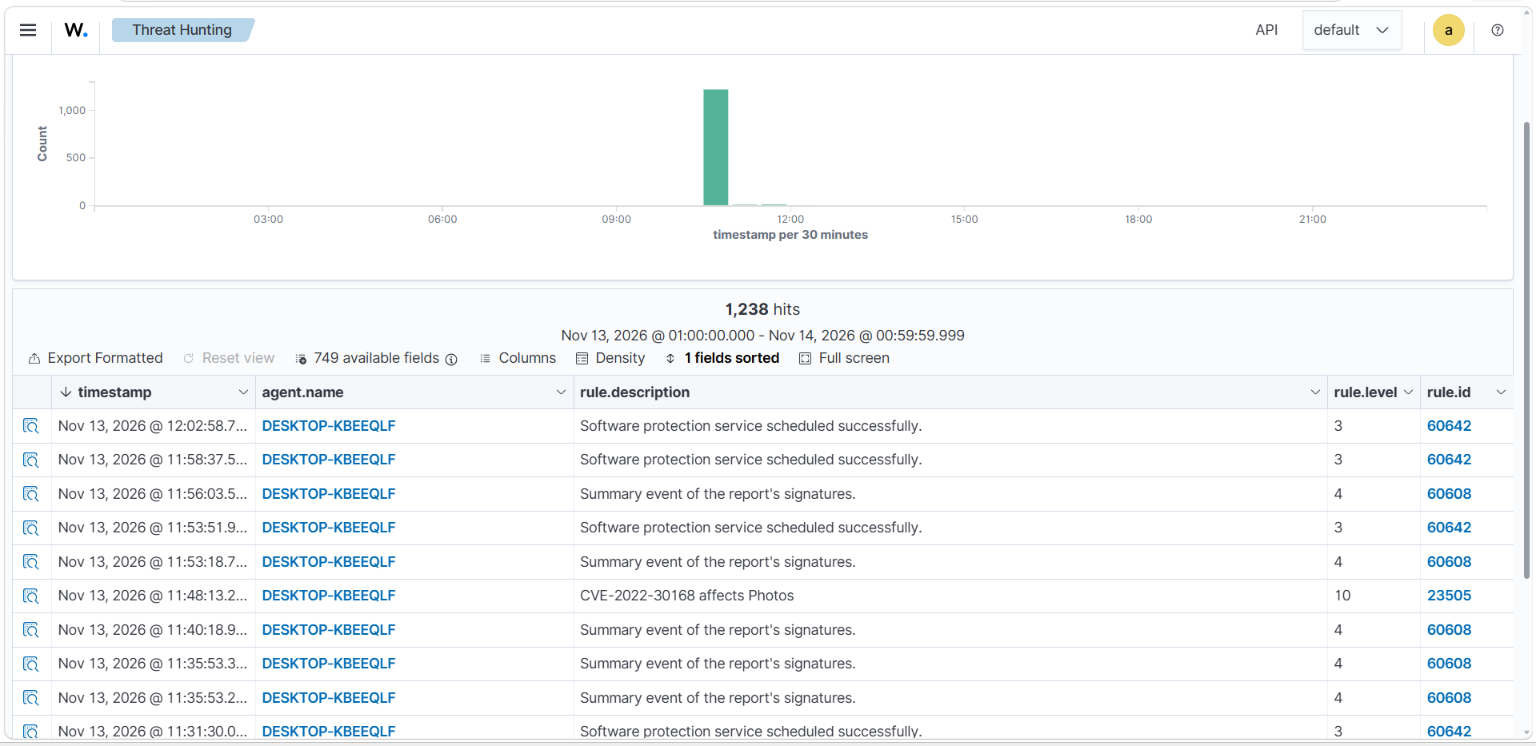 W. Threat Hunting API default a
1,000
500
0
Count
03:00 06:00 09:00 12:00 15:00 18:00 21:00
timestamp per 30 minutes
1,238 hits
Nov 13, 2026 @ 01:00:00.000 - Nov 14, 2026 @ 00:59:59.999
Export Formatted Reset view 749 available fields Columns Density 1 fields sorted Full screen
timestamp agent.name rule.description rule.level rule.id
Nov 13, 2026 @ 12:02:58.7... DESKTOP-KBEEQLF Software protection service scheduled successfully. 3 60642
Nov 13, 2026 @ 11:58:37.5... DESKTOP-KBEEQLF Software protection service scheduled successfully. 3 60642
Nov 13, 2026 @ 11:56:03.5... DESKTOP-KBEEQLF Summary event of the report's signatures. 4 60608
Nov 13, 2026 @ 11:53:51.9... DESKTOP-KBEEQLF Software protection service scheduled successfully. 3 60642
Nov 13, 2026 @ 11:53:18.7... DESKTOP-KBEEQLF Summary event of the report's signatures. 4 60608
Nov 13, 2026 @ 11:48:13.2... DESKTOP-KBEEQLF CVE-2022-30168 affects Photos 10 23505
Nov 13, 2026 @ 11:40:18.9... DESKTOP-KBEEQLF Summary event of the report's signatures. 4 60608
Nov 13, 2026 @ 11:35:53.3... DESKTOP-KBEEQLF Summary event of the report's signatures. 4 60608
Nov 13, 2026 @ 11:35:53.2... DESKTOP-KBEEQLF Summary event of the report's signatures. 4 60608
Nov 13, 2026 @ 11:31:30.0... DESKTOP-KBEEQLF Software protection service scheduled successfully. 3 60642